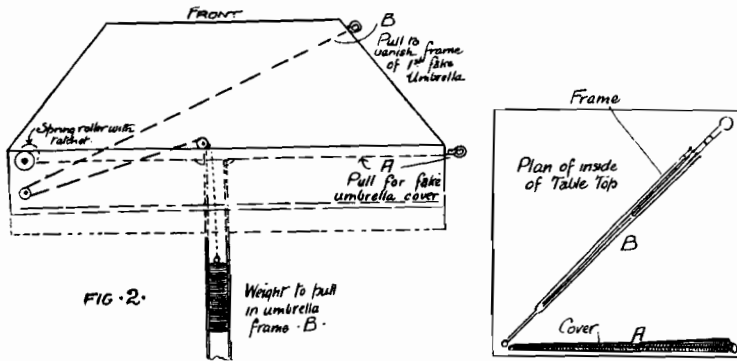 FRONT
B
Pull to
vanish frame
of 1st fake
Umbrella
Spring roller with
ratchet.
A
Pull for fake
umbrella cover
FIG. 2.
Weight to pull
in umbrella
frame. B.
Frame
Plan of inside
of Table Top
B
Cover
A